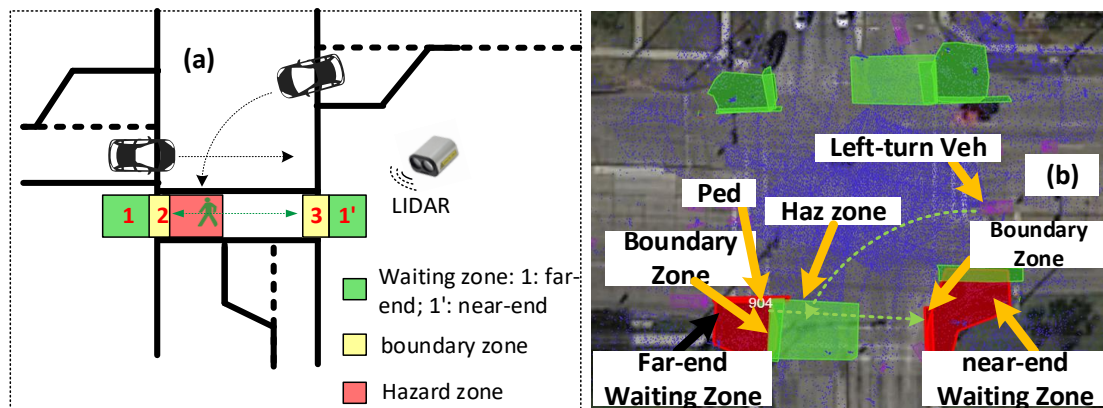 (a)
LIDAR
1
2
3
1'
Waiting zone: 1: far-
end; 1': near-end
boundary zone
Hazard zone
Left-turn Veh
(b)
Ped
Haz zone
Boundary
Zone
Boundary
Zone
904
Far-end
Waiting Zone
near-end
Waiting Zone